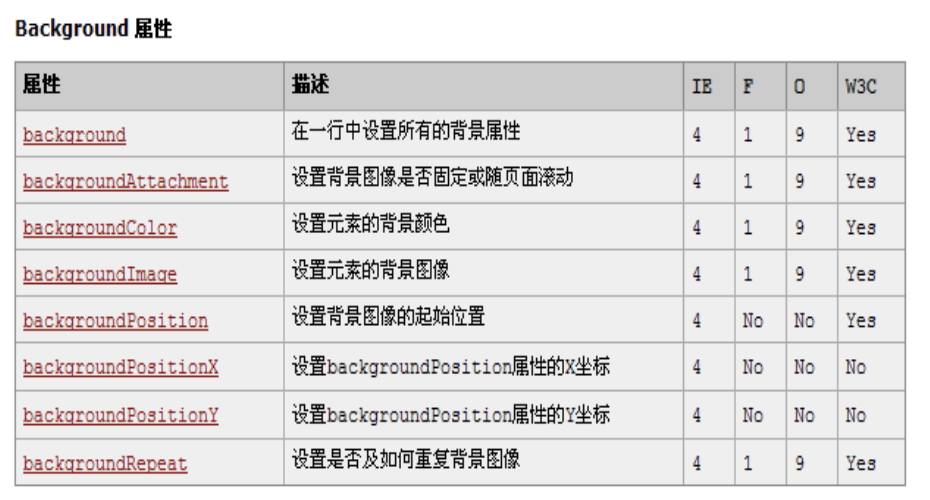 Background 属性
属性 描述 IE F O W3C
background 在一行中设置所有的背景属性 4 1 9 Yes
backgroundAttachment 设置背景图像是否固定或随页面滚动 4 1 9 Yes
backgroundColor 设置元素的背景颜色 4 1 9 Yes
backgroundImage 设置元素的背景图像 4 1 9 Yes
backgroundPosition 设置背景图像的起始位置 4 No No Yes
backgroundPositionX 设置backgroundPosition属性的X坐标 4 No No No
backgroundPositionY 设置backgroundPosition属性的Y坐标 4 No No No
backgroundRepeat 设置是否及如何重复背景图像 4 1 9 Yes